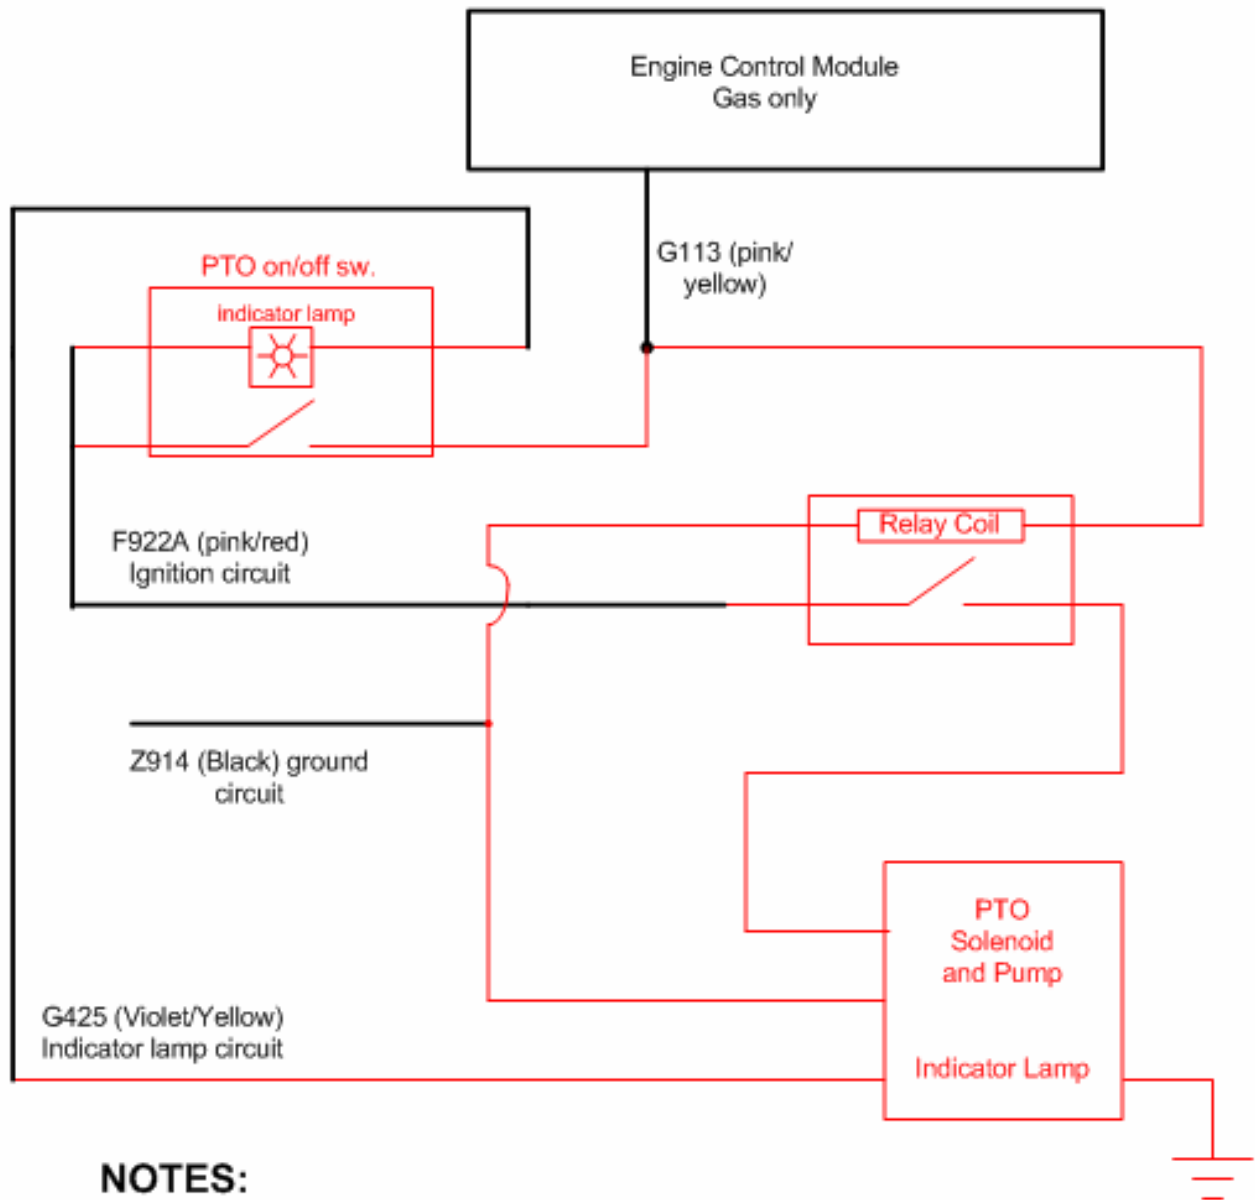 Engine Control Module
Gas only
G113 (pink/
yellow)
PTO on/off sw.
indicator lamp
F922A (pink/red)
Ignition circuit
Relay Coil
Z914 (Black) ground
circuit
PTO
Solenoid
and Pump
G425 (Violet/Yellow)
Indicator lamp circuit
Indicator Lamp
NOTES: